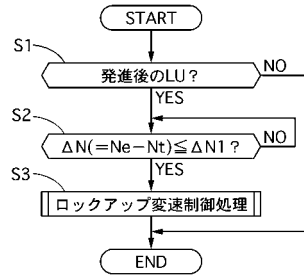 START
S1
発進後のLU？
NO
YES
S2
ΔN(=Ne−Nt)≦ΔN1？
NO
YES
S3
ロックアップ変速制御処理
END